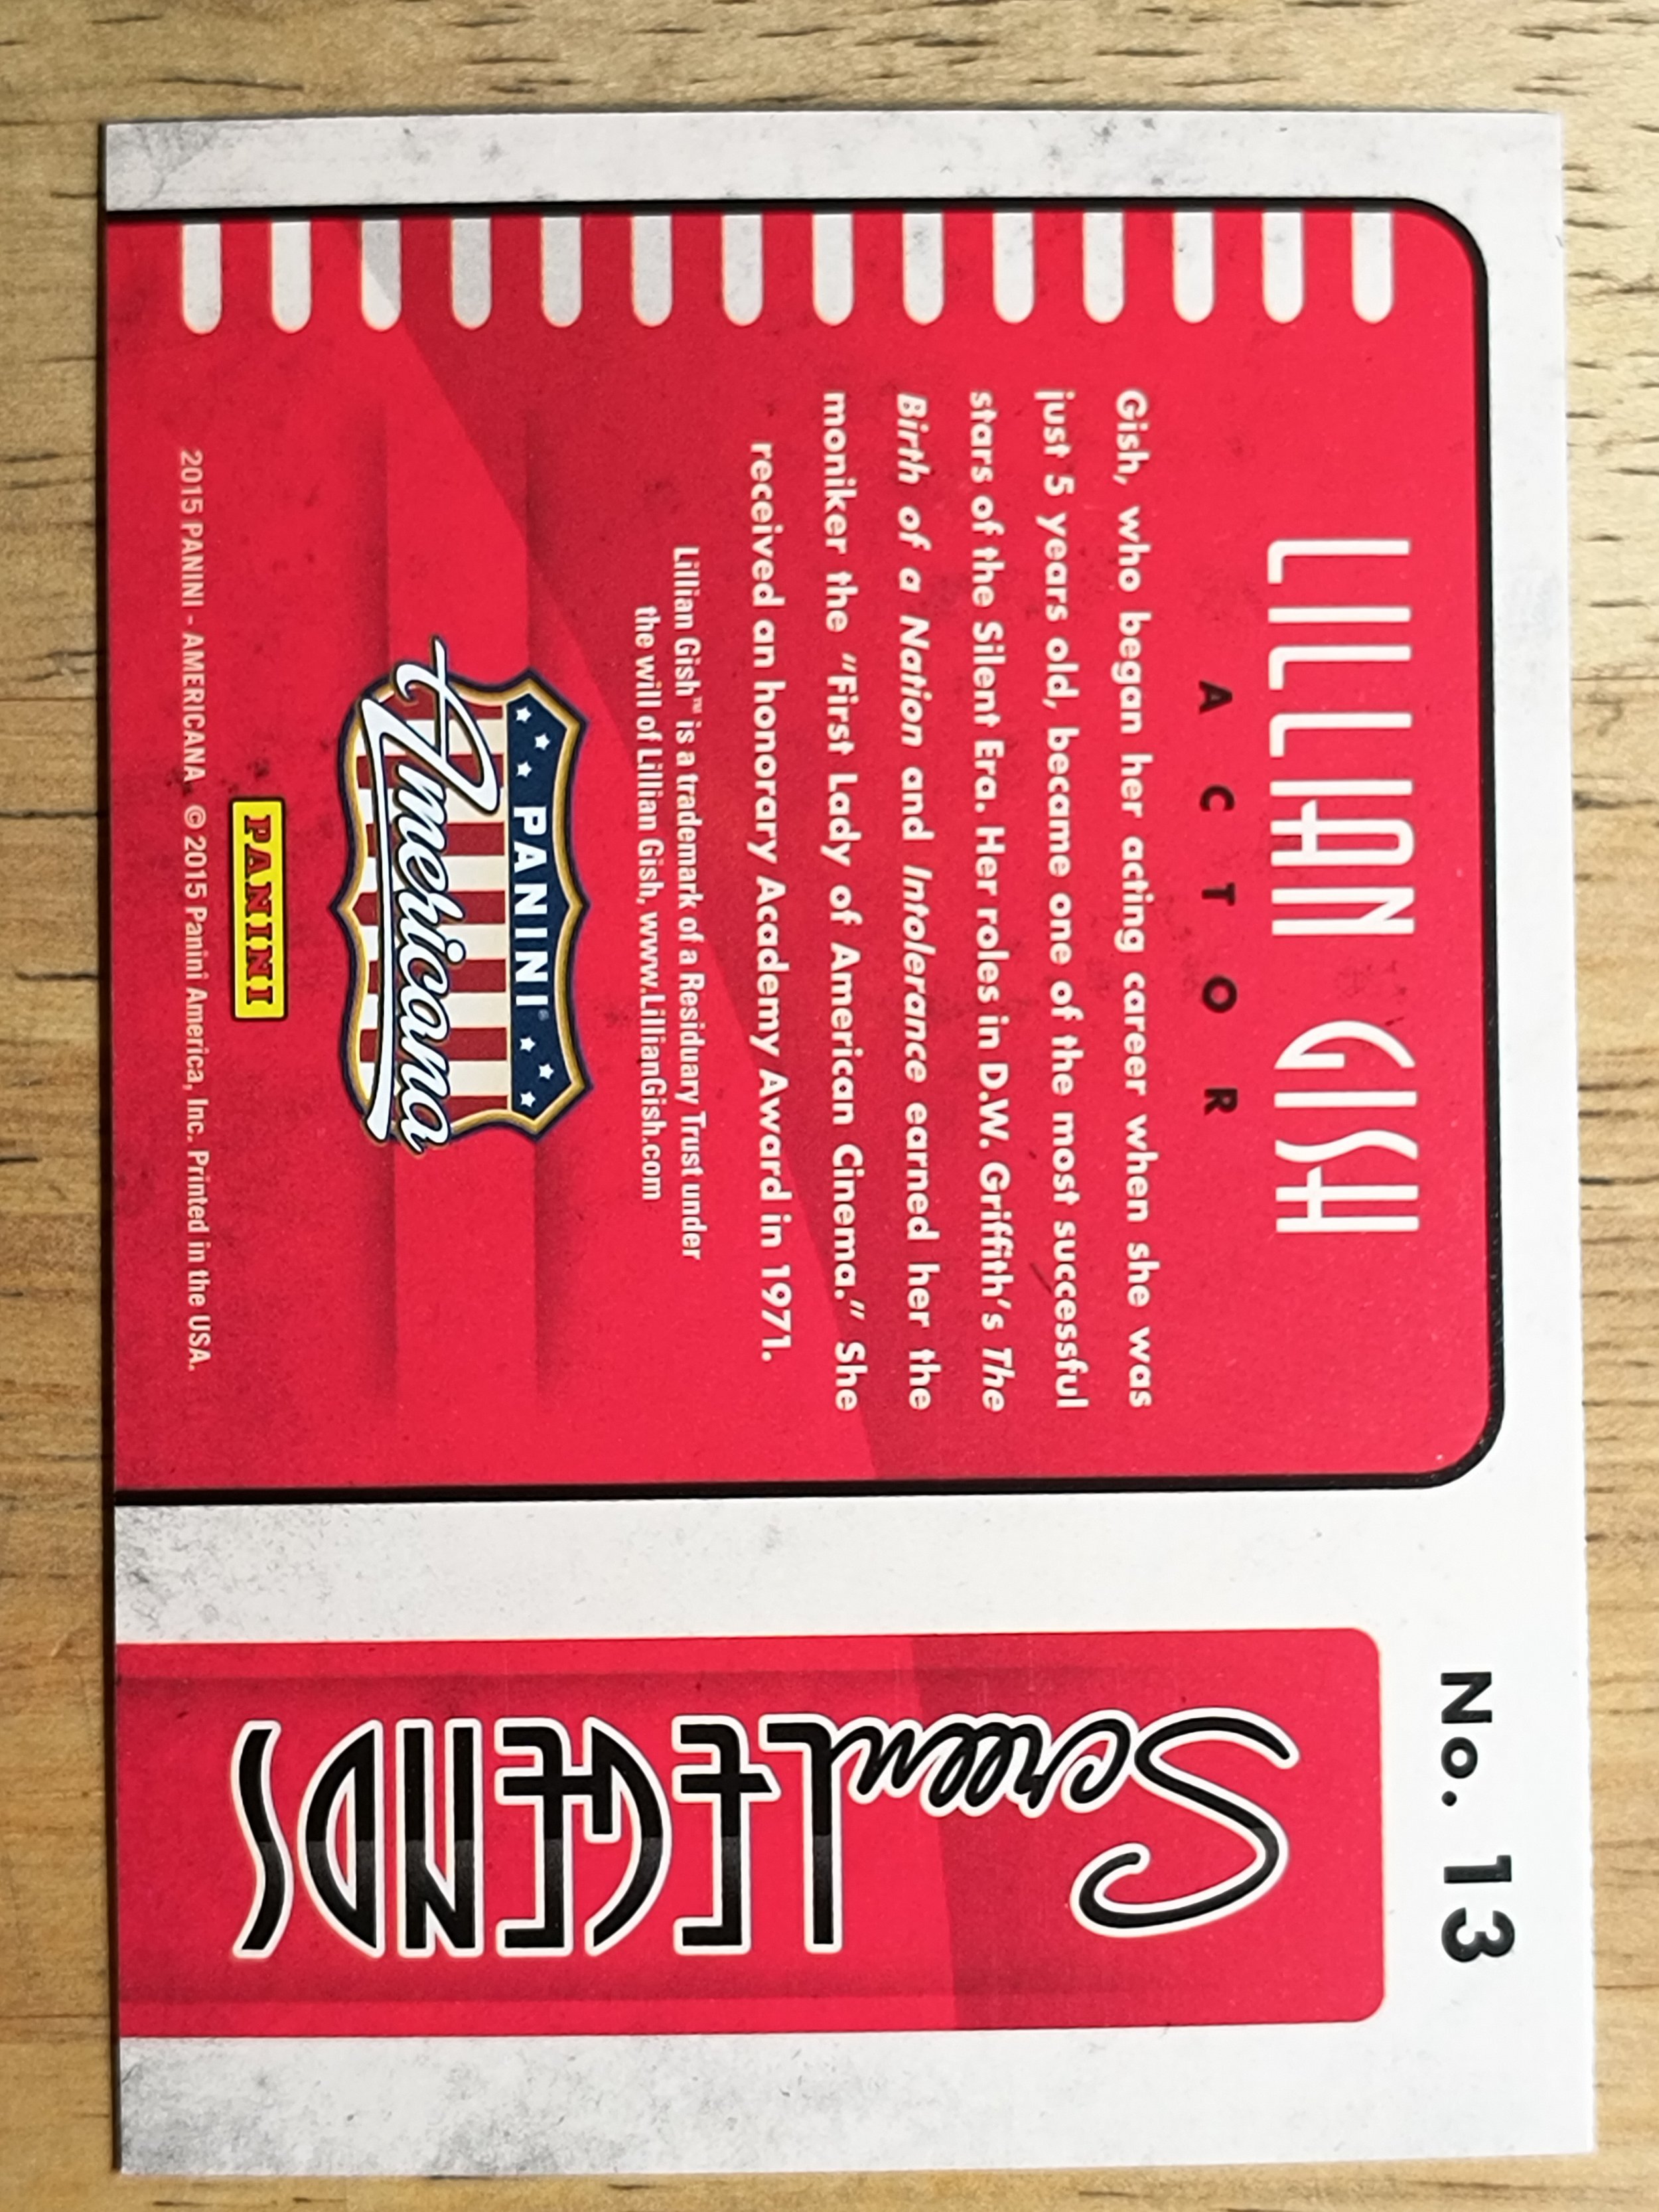 LILLIAN GISH
ACTOR
Gish, who began her acting career when she was
just 5 years old, became one of the most successful
stars of the Silent Era. Her roles in D.W. Griffith's The
Birth of a Nation and Intolerance earned her the
moniker the "First Lady of American Cinema." She
received an honorary Academy Award in 1971.
Lillian Gish™ is a trademark of a Residuary Trust under
the will of Lillian Gish, www.LillianGish.com
PANINI®
Americana
PANINI
2015 PANINI - AMERICANA © 2015 Panini America, Inc. Printed in the USA.
No. 13
Screen
LEGENDS